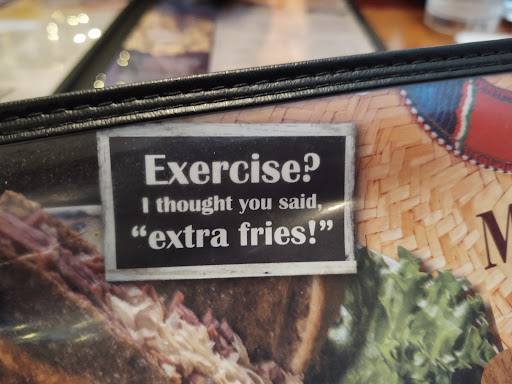 Exercise?
I thought you said,
“extra fries!”
M